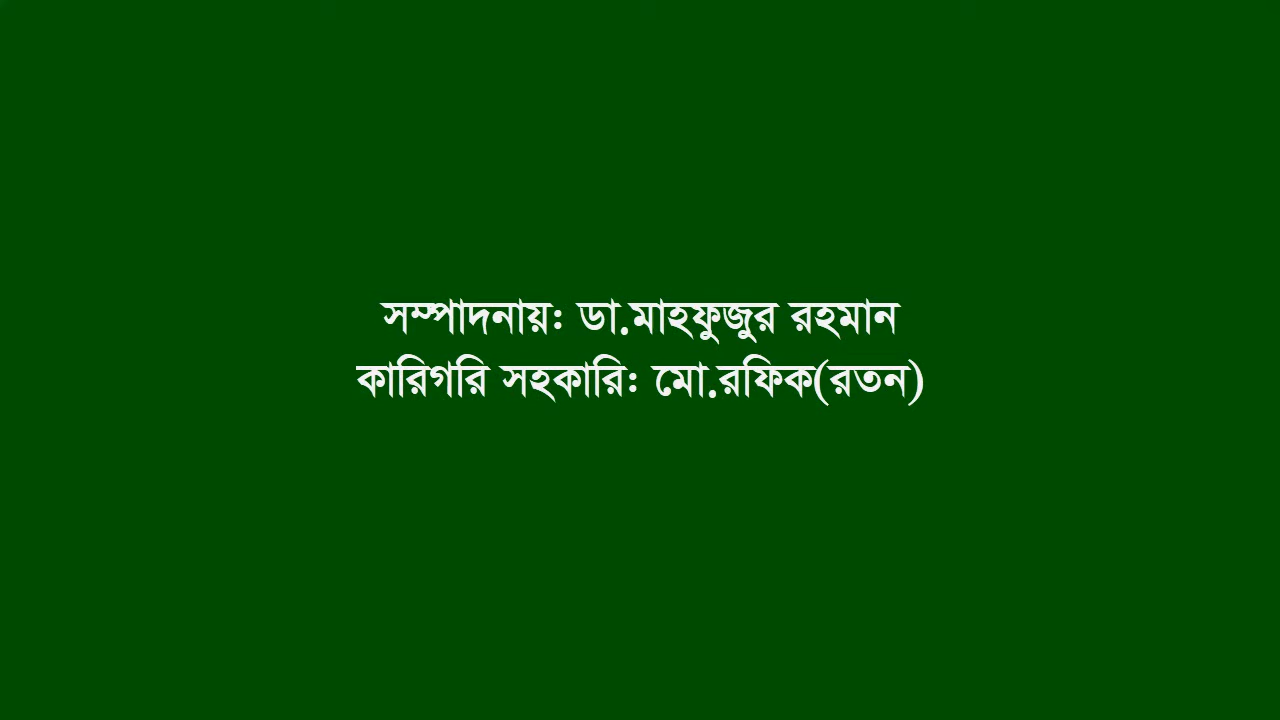 সম্পাদনায়ঃ ডা.মাহফুজুর রহমান
কারিগরি সহকারিঃ মো.রফিক(রতন)